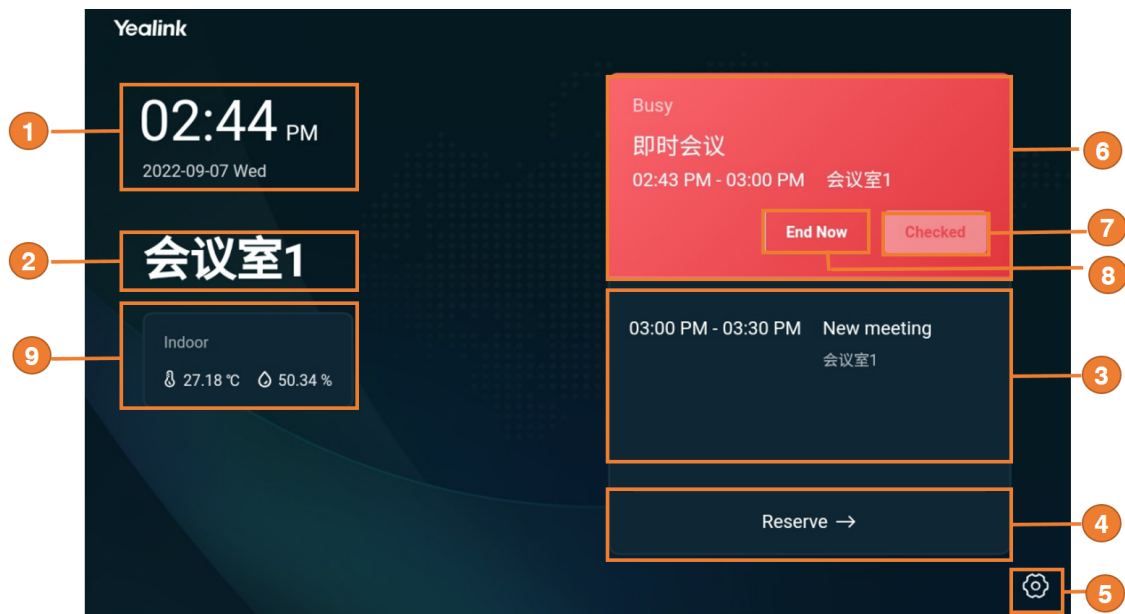 Yealink
02:44 PM
2022-09-07 Wed
会议室1
Indoor
27.18 ℃ 50.34 %
Busy
即时会议
02:43 PM - 03:00 PM 会议室1
End Now Checked
03:00 PM - 03:30 PM New meeting
会议室1
Reserve →
1
2
9
6
7
8
3
4
5